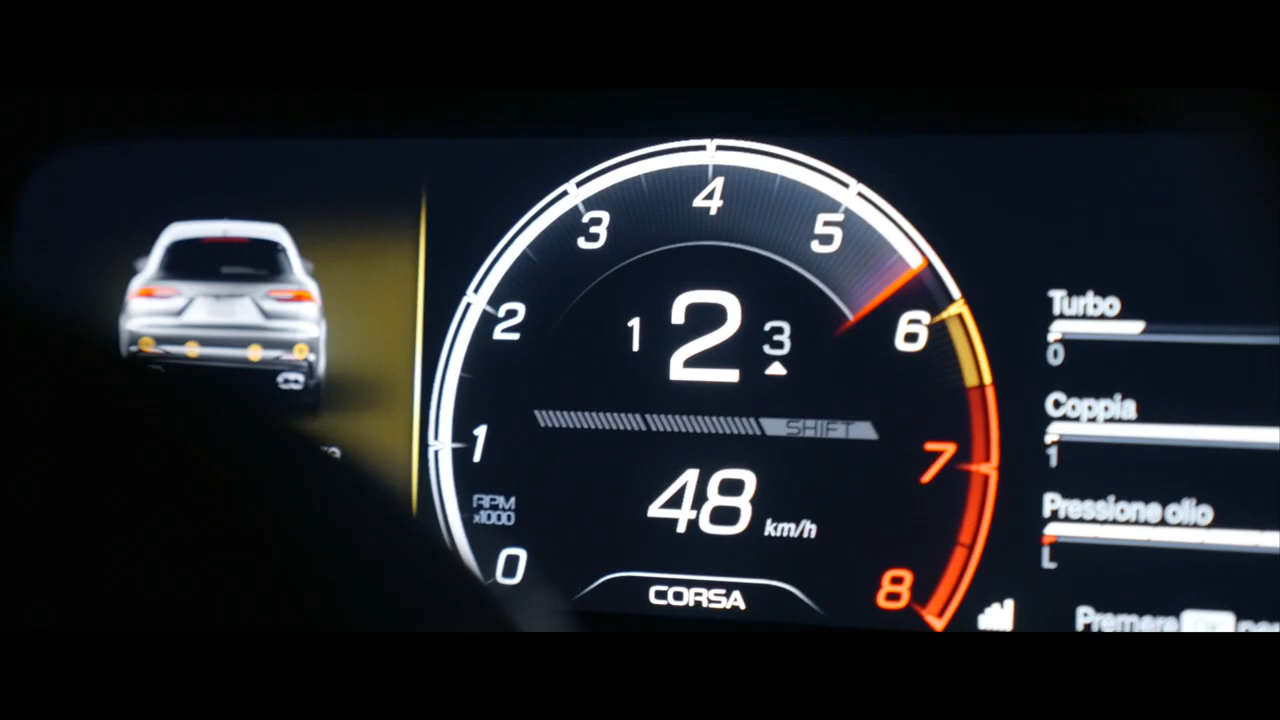 4
3
5
2
1 2 3
6
1
SHIFT
7
48 km/h
RPM
x1000
0
8
CORSA
Turbo
0
Coppia
1
Pressione olio
L
Premere